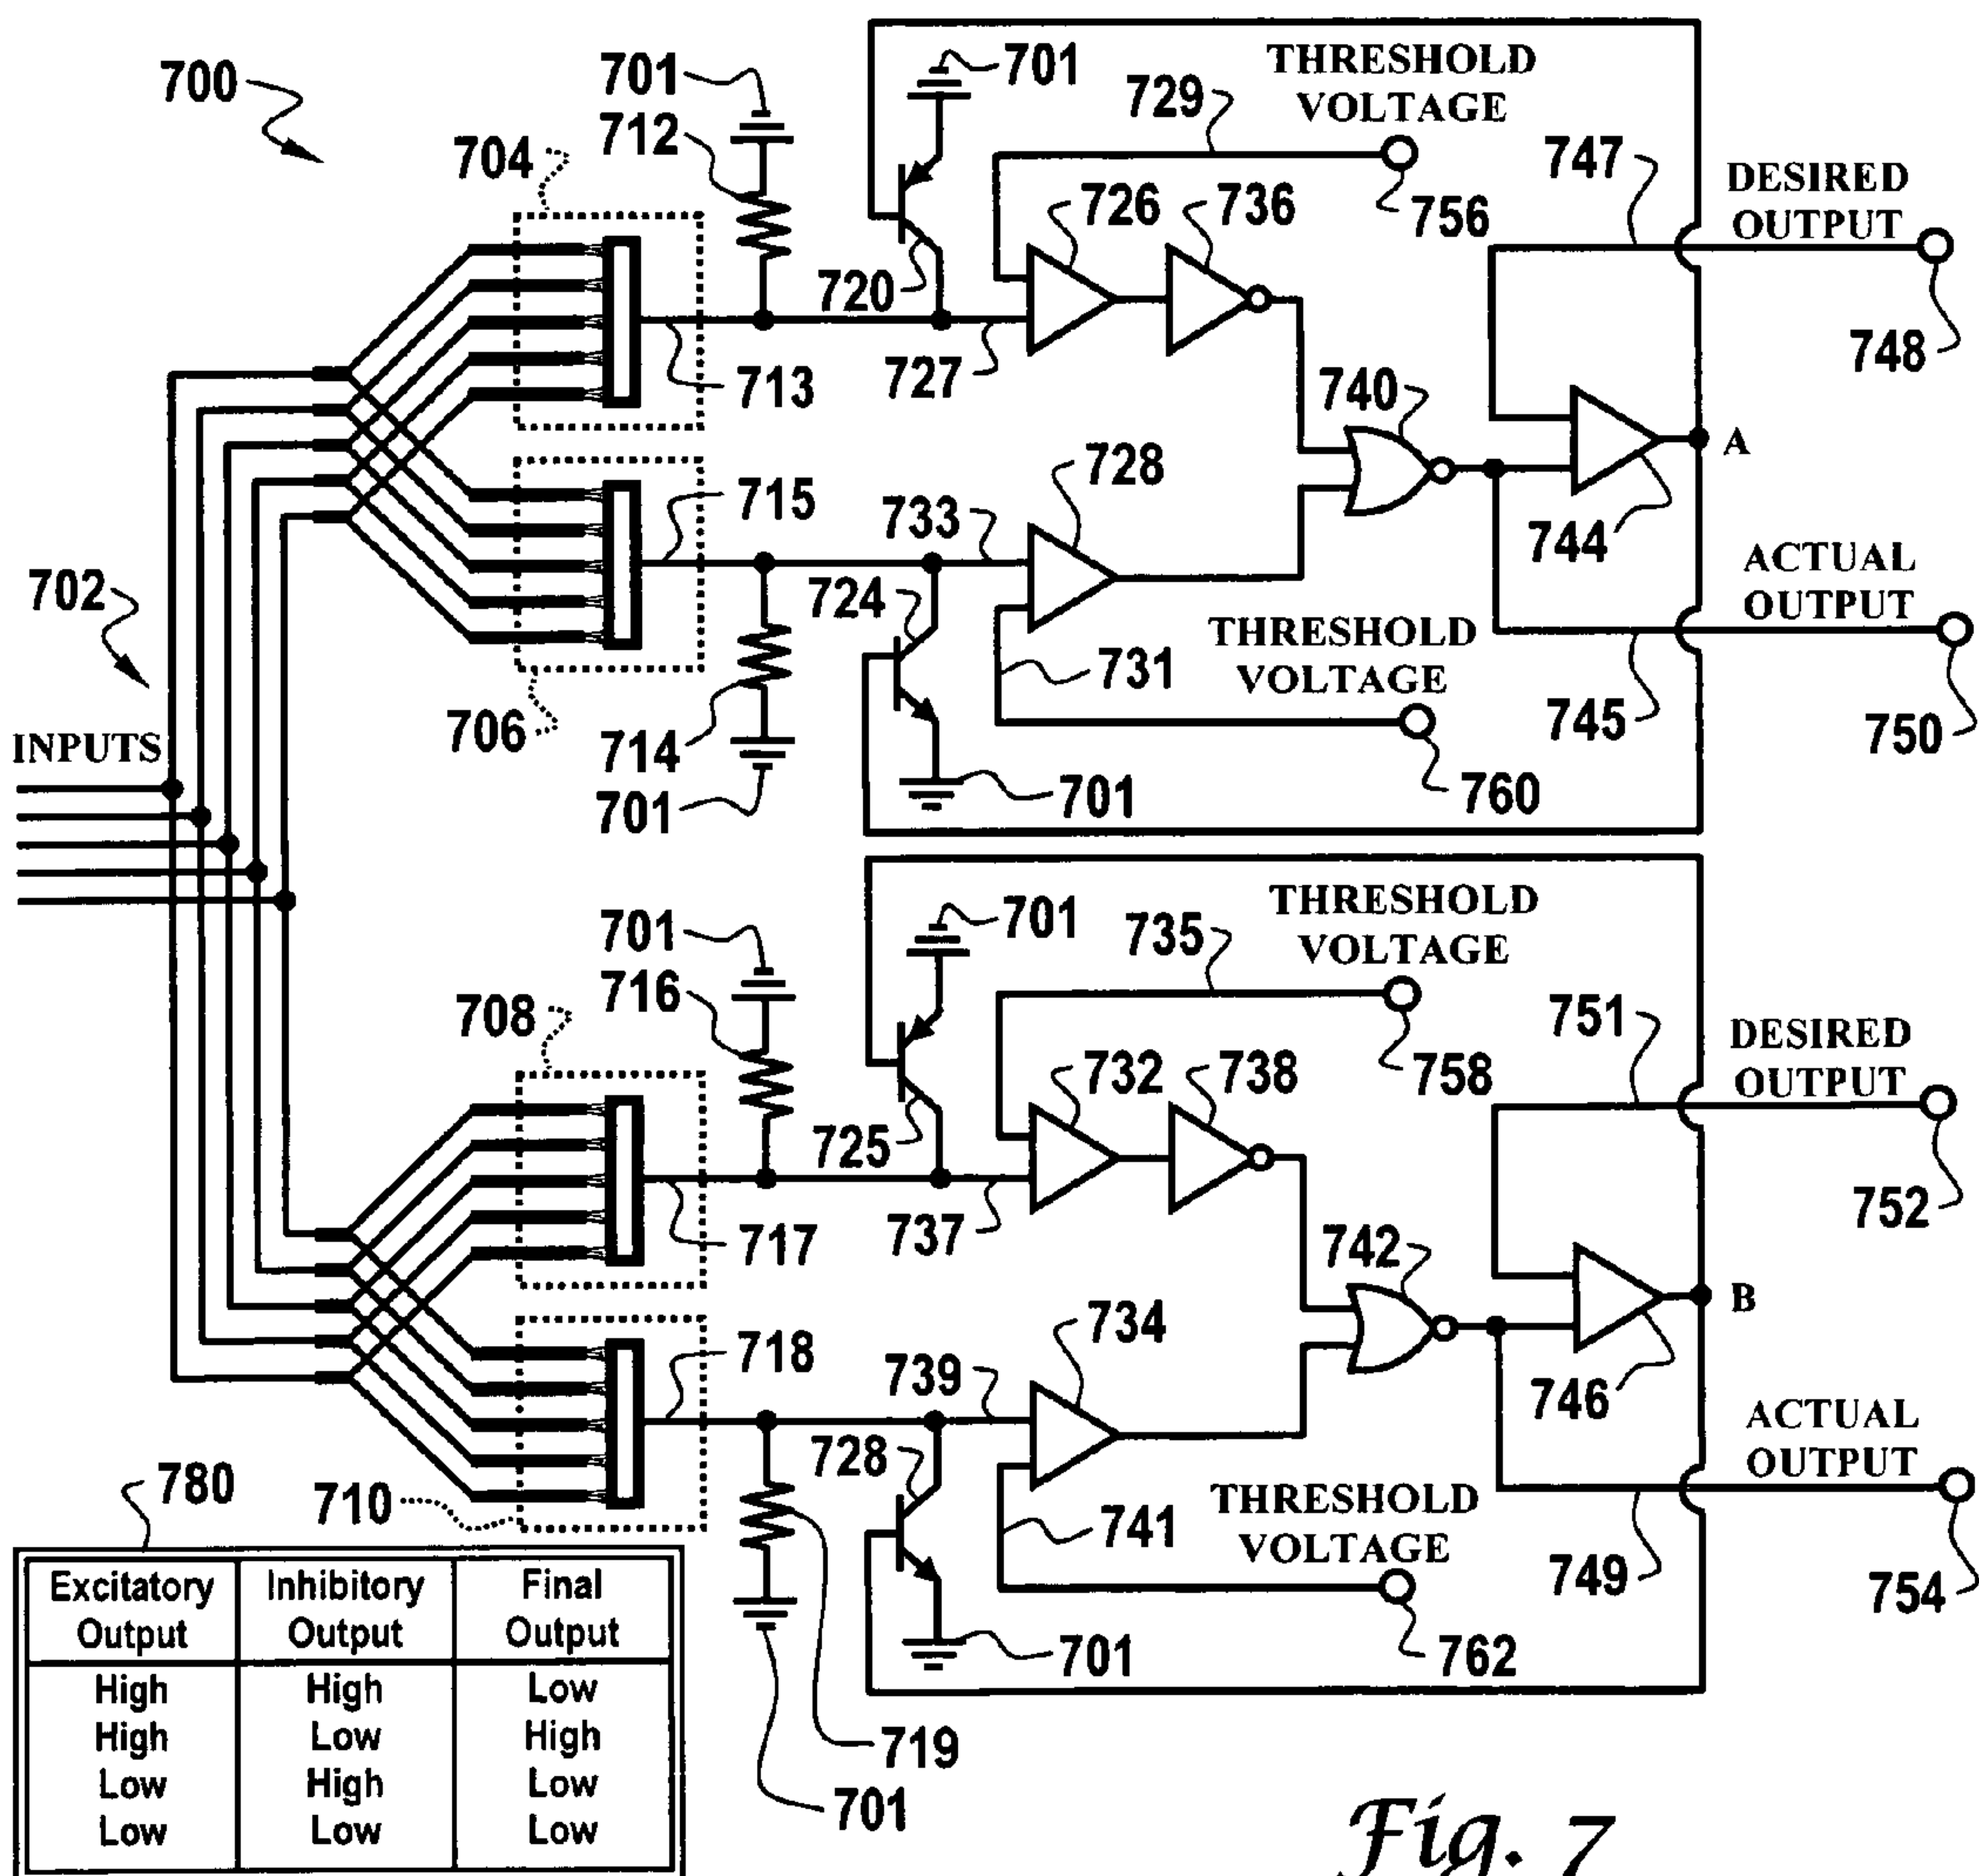 700
701
712
704
701
THRESHOLD
VOLTAGE
729
756
726
736
747
DESIRED
OUTPUT
748
720
713
727
740
A
715
733
728
744
702
724
ACTUAL
OUTPUT
THRESHOLD
VOLTAGE
731
745
750
706
714
701
701
760
INPUTS
701
716
708
701
THRESHOLD
VOLTAGE
735
758
732
738
751
DESIRED
OUTPUT
752
725
717
737
742
B
718
739
734
746
728
ACTUAL
OUTPUT
THRESHOLD
VOLTAGE
741
749
754
710
701
762
719
701
780
Excitatory Output Inhibitory Output Final Output
High High Low
High Low High
Low High Low
Low Low Low
Fig. 7